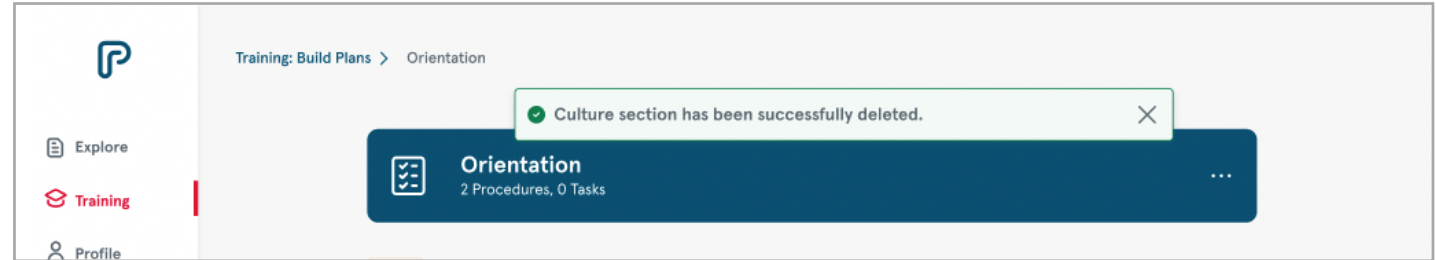 Training: Build Plans > Orientation
Culture section has been successfully deleted.
Explore
Orientation
2 Procedures, 0 Tasks
Training
Profile